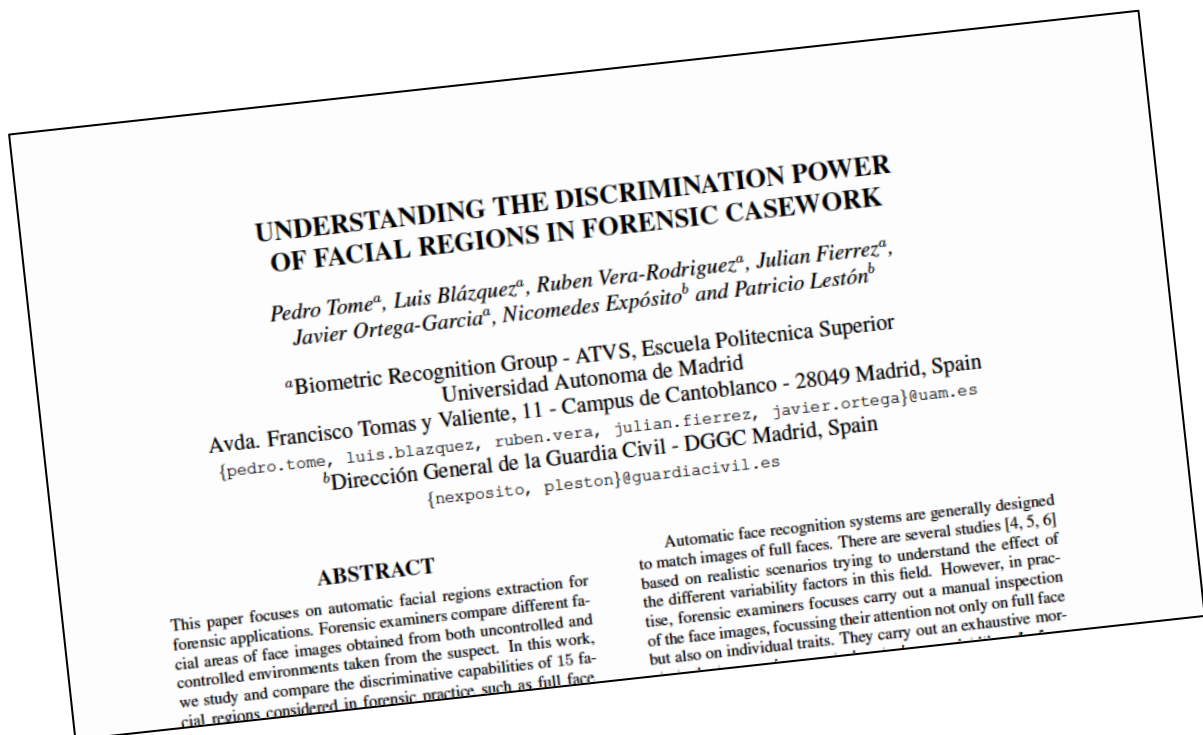 UNDERSTANDING THE DISCRIMINATION POWER
OF FACIAL REGIONS IN FORENSIC CASEWORK
Pedro Tomeᵃ, Luis Blázquezᵃ, Ruben Vera-Rodriguezᵃ, Julian Fierrezᵃ,
Javier Ortega-Garciaᵃ, Nicomedes Expósitoᵇ and Patricio Lestónᵇ
ᵃBiometric Recognition Group - ATVS, Escuela Politecnica Superior
Universidad Autonoma de Madrid
Avda. Francisco Tomas y Valiente, 11 - Campus de Cantoblanco - 28049 Madrid, Spain
{pedro.tome, luis.blazquez, ruben.vera, julian.fierrez, javier.ortega}@uam.es
ᵇDirección General de la Guardia Civil - DGGC Madrid, Spain
{nexposito, pleston}@guardiacivil.es
ABSTRACT
This paper focuses on automatic facial regions extraction for
forensic applications. Forensic examiners compare different fa-
cial areas of face images obtained from both uncontrolled and
controlled environments taken from the suspect. In this work,
we study and compare the discriminative capabilities of 15 fa-
cial regions considered in forensic practice such as full face
Automatic face recognition systems are generally designed
to match images of full faces. There are several studies [4, 5, 6]
based on realistic scenarios trying to understand the effect of
the different variability factors in this field. However, in prac-
tise, forensic examiners focuses carry out a manual inspection
of the face images, focussing their attention not only on full face
but also on individual traits. They carry out an exhaustive mor-